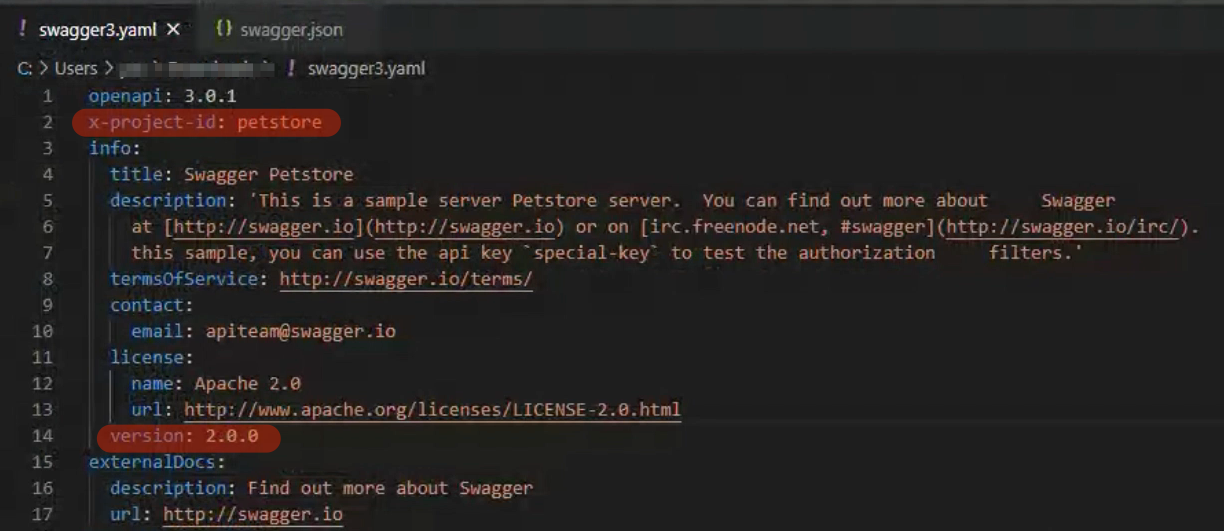 ! swagger3.yaml × {} swagger.json
C: > Users > ! swagger3.yaml
1 openapi: 3.0.1
2 x-project-id: petstore
3 info:
4 title: Swagger Petstore
5 description: 'This is a sample server Petstore server.  You can find out more about     Swagger
6 at [http://swagger.io](http://swagger.io) or on [irc.freenode.net, #swagger](http://swagger.io/irc/).
7 this sample, you can use the api key `special-key` to test the authorization     filters.'
8 termsOfService: http://swagger.io/terms/
9 contact:
10 email: apiteam@swagger.io
11 license:
12 name: Apache 2.0
13 url: http://www.apache.org/licenses/LICENSE-2.0.html
14 version: 2.0.0
15 externalDocs:
16 description: Find out more about Swagger
17 url: http://swagger.io